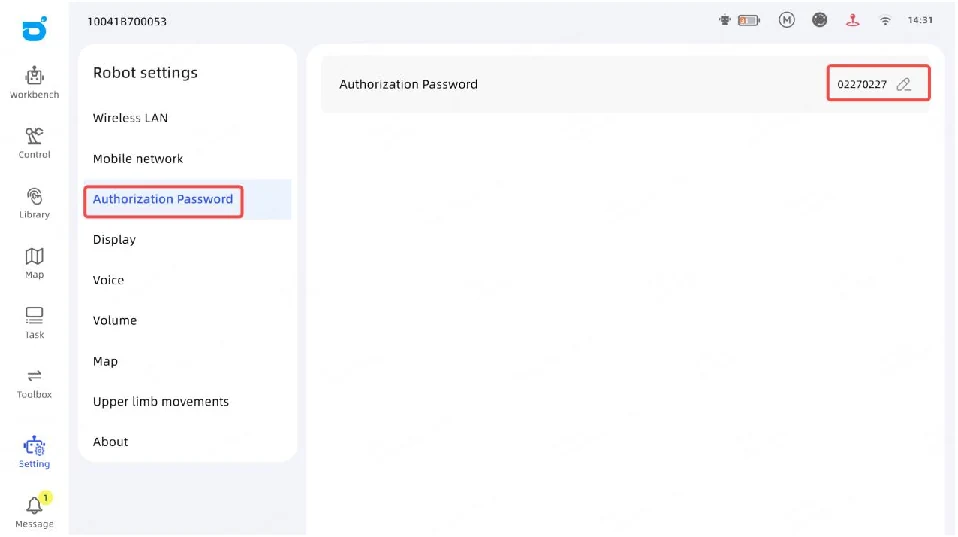 100418700053
14:31
Workbench
Control
Library
Map
Task
Toolbox
Setting
1
Message
Robot settings
Wireless LAN
Mobile network
Authorization Password
Display
Voice
Volume
Map
Upper limb movements
About
Authorization Password
02270227